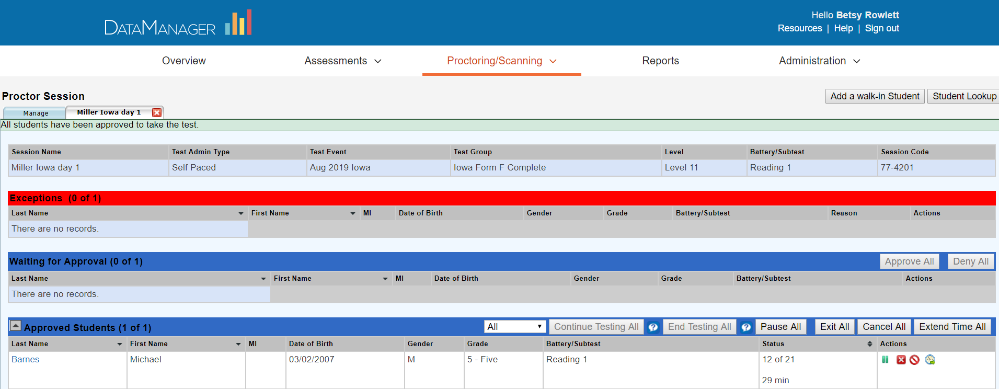 DATAMANAGER
Hello Betsy Rowlett
Resources | Help | Sign out
Overview Assessments Proctoring/Scanning Reports Administration
Proctor Session
Add a walk-in Student Student Lookup
Manage Miller Iowa day 1
All students have been approved to take the test.
Session Name Test Admin Type Test Event Test Group Level Battery/Subtest Session Code
Miller Iowa day 1 Self Paced Aug 2019 Iowa Iowa Form F Complete Level 11 Reading 1 77-4201
Exceptions (0 of 1)
Last Name First Name MI Date of Birth Gender Grade Battery/Subtest Reason Actions
There are no records.
Waiting for Approval (0 of 1) Approve All Deny All
Last Name First Name MI Date of Birth Gender Grade Battery/Subtest Actions
There are no records.
Approved Students (1 of 1) All Continue Testing All ? End Testing All ? Pause All Exit All Cancel All Extend Time All
Last Name First Name MI Date of Birth Gender Grade Battery/Subtest Status Actions
Barnes Michael 03/02/2007 M 5 - Five Reading 1 12 of 21
29 min